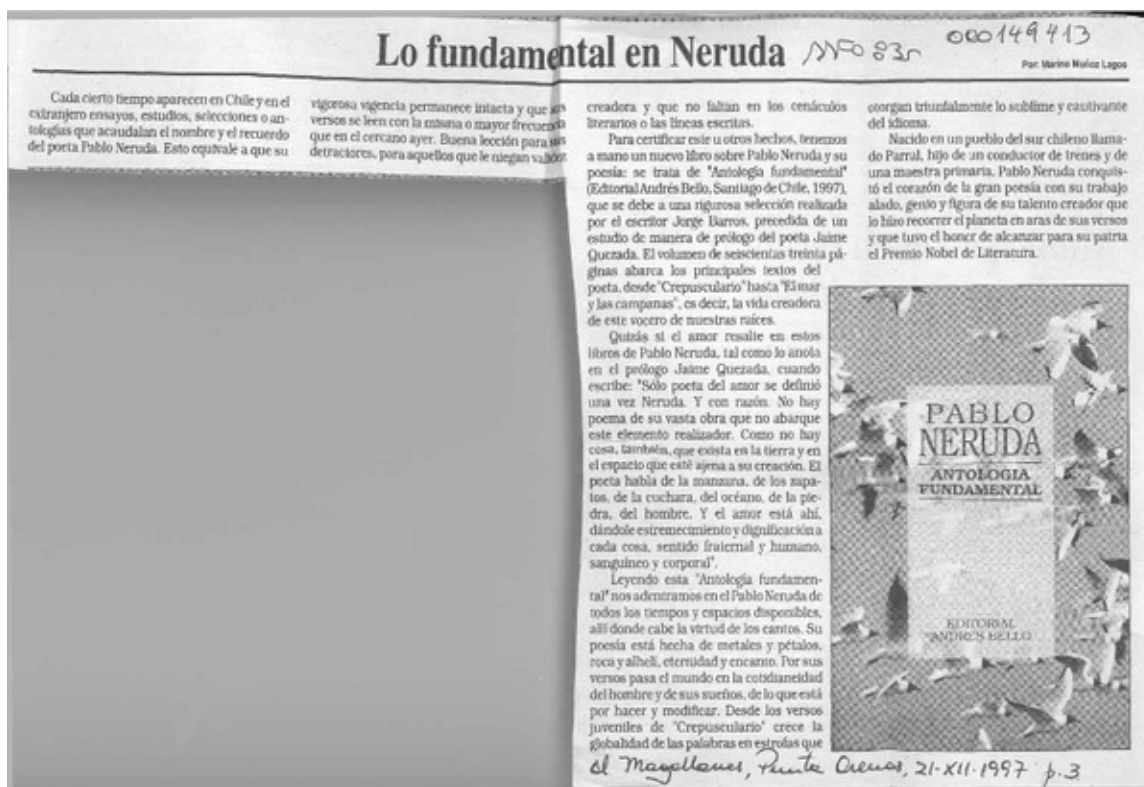 Lo fundamental en Neruda
000149413
Por: Marino Muñoz Lagos
Cada cierto tiempo aparecen en Chile y en el
extranjero ensayos, estudios, selecciones o an-
tologías que acaudalan el nombre y el recuerdo
del poeta Pablo Neruda. Esto equivale a que su
vigorosa vigencia permanece intacta y que sus
versos se leen con la misma o mayor frecuencia
que en el cercano ayer. Buena lección para sus
detractores, para aquellos que le niegan validez
creadora y que no faltan en los cenáculos
literarios o las líneas escritas.
Para certificar este u otros hechos, tenemos
a mano un nuevo libro sobre Pablo Neruda y su
poesía: se trata de "Antología fundamental"
(Editorial Andrés Bello, Santiago de Chile, 1997),
que se debe a una rigurosa selección realizada
por el escritor Jorge Barros, precedida de un
estudio de manera de prólogo del poeta Jaime
Quezada. El volumen de seiscientas treinta pá-
ginas abarca los principales textos del
poeta, desde "Crepusculario" hasta "El mar
y las campanas", es decir, la vida creadora
de este vocero de nuestras raíces.
Quizás si el amor resalte en estos
libros de Pablo Neruda, tal como lo anota
en el prólogo Jaime Quezada, cuando
escribe: "Sólo poeta del amor se definió
una vez Neruda. Y con razón. No hay
poema de su vasta obra que no abarque
este elemento realizador. Como no hay
cosa, también, que exista en la tierra y en
el espacio que esté ajena a su creación. El
poeta habla de la manzana, de los zapa-
tos, de la cuchara, del océano, de la pie-
dra, del hombre. Y el amor está ahí,
dándole estremecimiento y dignificación a
cada cosa, sentido fraternal y humano,
sanguíneo y corporal".
Leyendo esta "Antología fundamen-
tal" nos adentramos en el Pablo Neruda de
todos los tiempos y espacios disponibles,
allí donde cabe la virtud de los cantos. Su
poesía está hecha de metales y pétalos,
roca y alhelí, eternidad y encanto. Por sus
versos pasa el mundo en la cotidianeidad
del hombre y de sus sueños, de lo que está
por hacer y modificar. Desde los versos
juveniles de "Crepusculario" crece la
globalidad de las palabras en estrofas que
otorgan triunfalmente lo sublime y cautivante
del idioma.
Nacido en un pueblo del sur chileno llama-
do Parral, hijo de un conductor de trenes y de
una maestra primaria, Pablo Neruda conquis-
tó el corazón de la gran poesía con su trabajo
alado, genio y figura de su talento creador que
lo hizo recorrer el planeta en aras de sus versos
y que tuvo el honor de alcanzar para su patria
el Premio Nobel de Literatura.
PABLO
NERUDA
ANTOLOGIA
FUNDAMENTAL
EDITORIAL
ANDRES BELLO
El Magallanes, Punta Arenas, 21-XII-1997 p.3